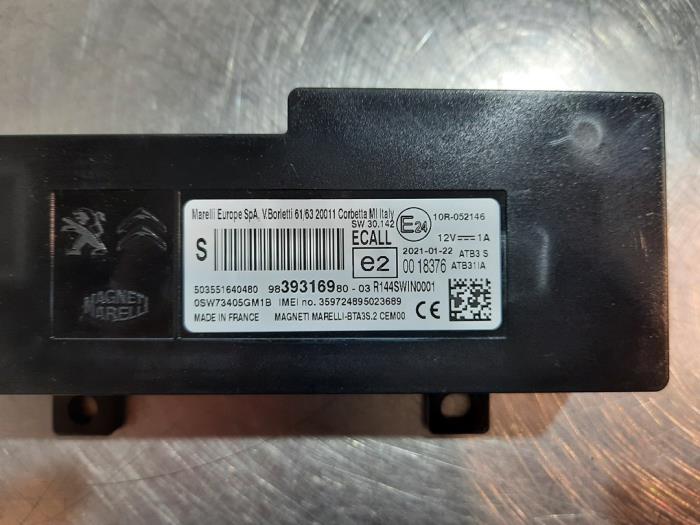 Marelli Europe SpA, V.Borletti 61/63 20011 Corbetta MI Italy
SW 30.142
E24
10R-052146
S
ECALL
12V⎓1A
e2
2021-01-22 ATB3 S
00 18376 ATB31IA
503551640480 9839316980-03 R144SWIN0001
0SW73405GM1B IMEI no. 359724895023689
CE
MADE IN FRANCE MAGNETI MARELLI-BTA3S.2 CEM00
MAGNETI
MARELLI